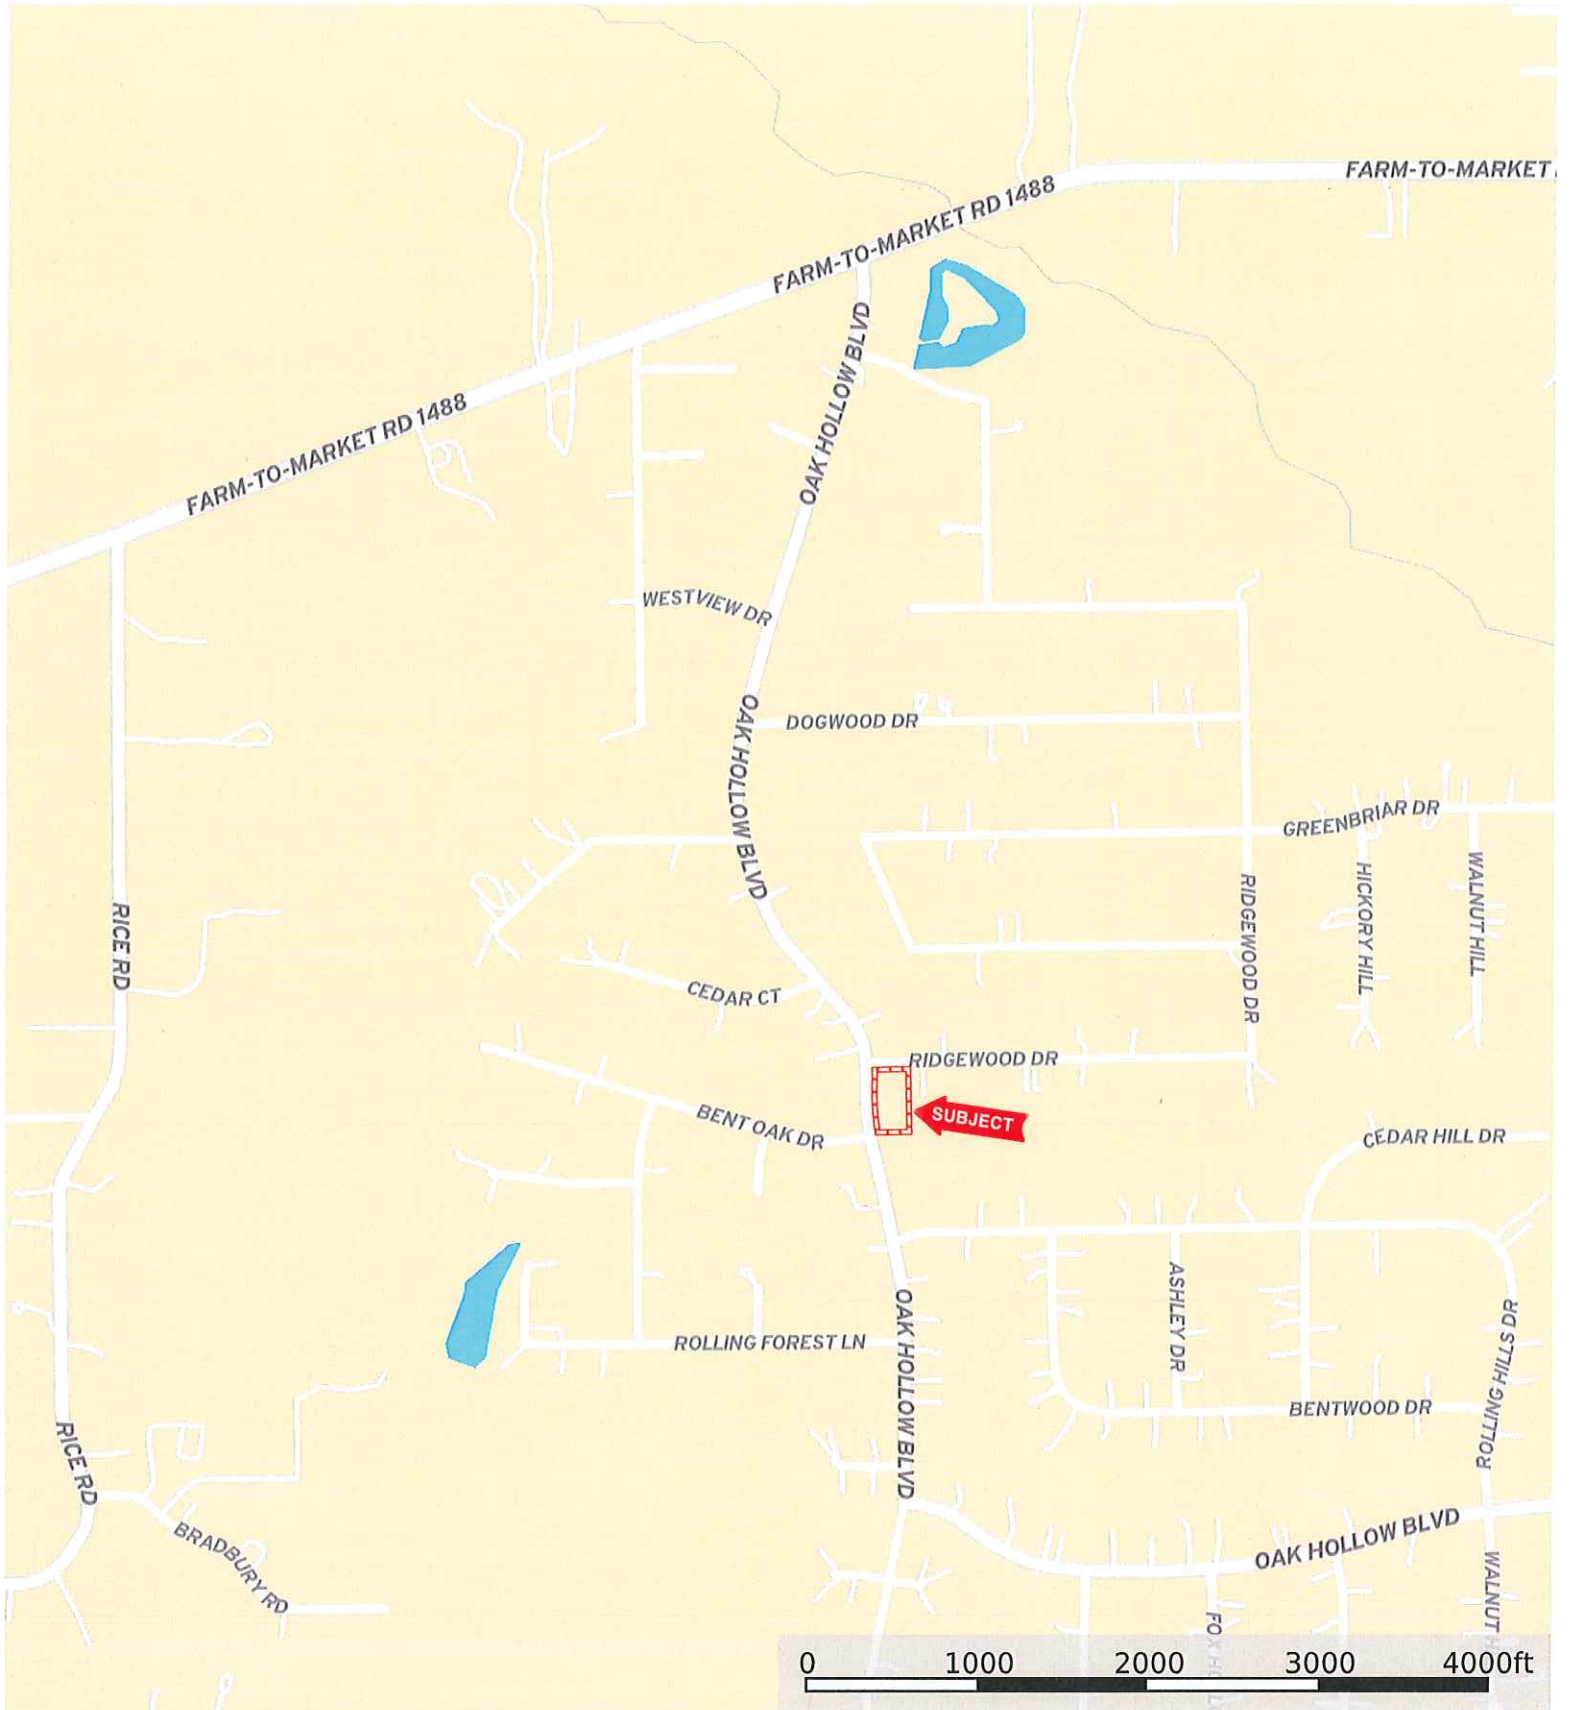 FARM-TO-MARKET
FARM-TO-MARKET RD 1488
OAK HOLLOW BLVD
FARM-TO-MARKET RD 1488
WESTVIEW DR
OAK HOLLOW BLVD
DOGWOOD DR
GREENBRIAR DR
HICKORY HILL
WALNUT HILL
RIDGEWOOD DR
RICE RD
CEDAR CT
RIDGEWOOD DR
SUBJECT
BENT OAK DR
CEDAR HILL DR
ASHLEY DR
ROLLING HILLS DR
ROLLING FOREST LN
OAK HOLLOW BLVD
BENTWOOD DR
RICE RD
BRADBURY RD
OAK HOLLOW BLVD
WALNUT
0 1000 2000 3000 4000ft